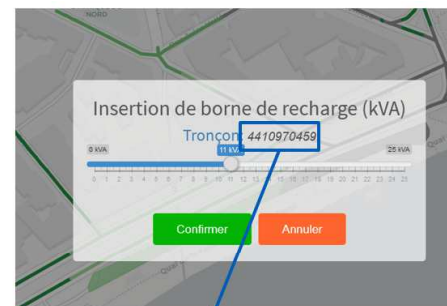 NORD
Insertion de borne de recharge (kVA)
Tronçon: 4410970459
0 kVA 11 kVA 25 kVA
0 1 2 3 4 5 6 7 8 9 10 11 12 13 14 15 16 17 18 19 20 21 22 23 24 25
Confirmer Annuler
Quai